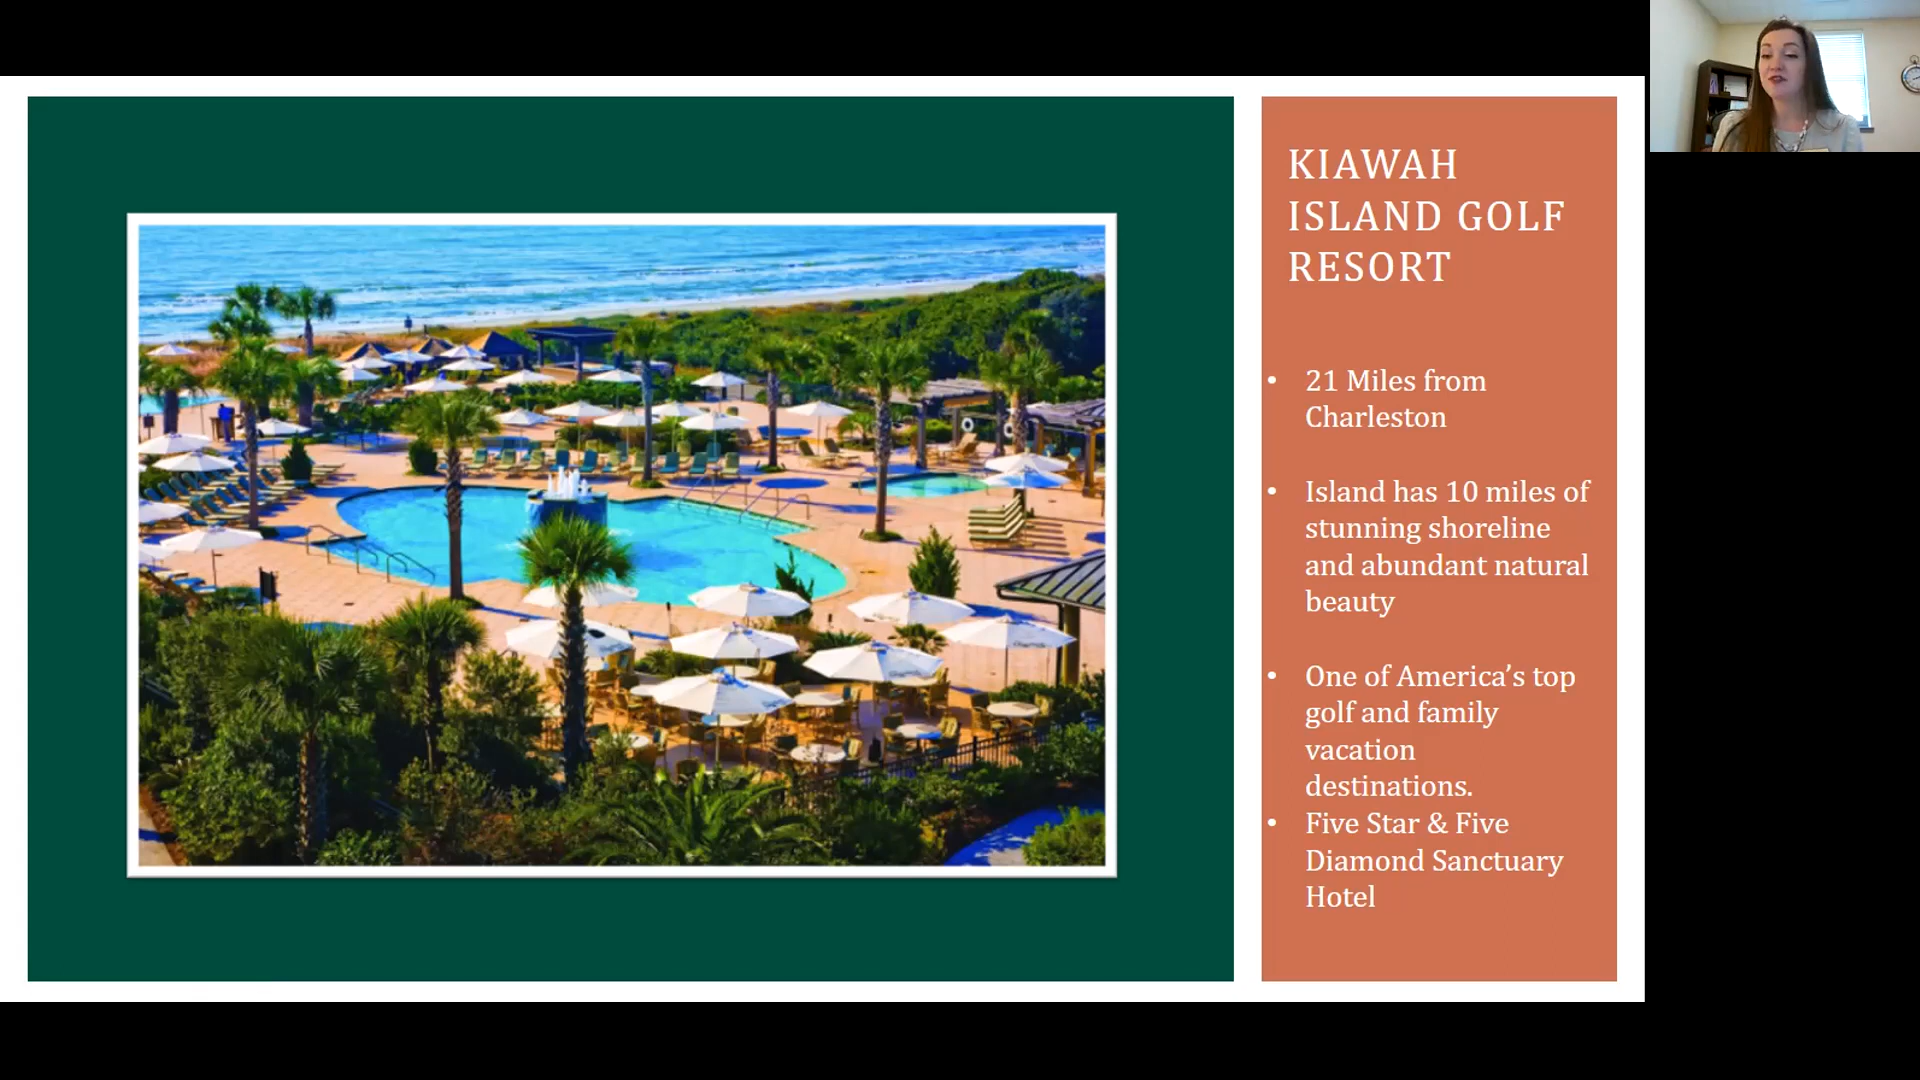 KIAWAH
ISLAND GOLF
RESORT
• 21 Miles from
Charleston
• Island has 10 miles of
stunning shoreline
and abundant natural
beauty
• One of America’s top
golf and family
vacation
destinations.
• Five Star & Five
Diamond Sanctuary
Hotel